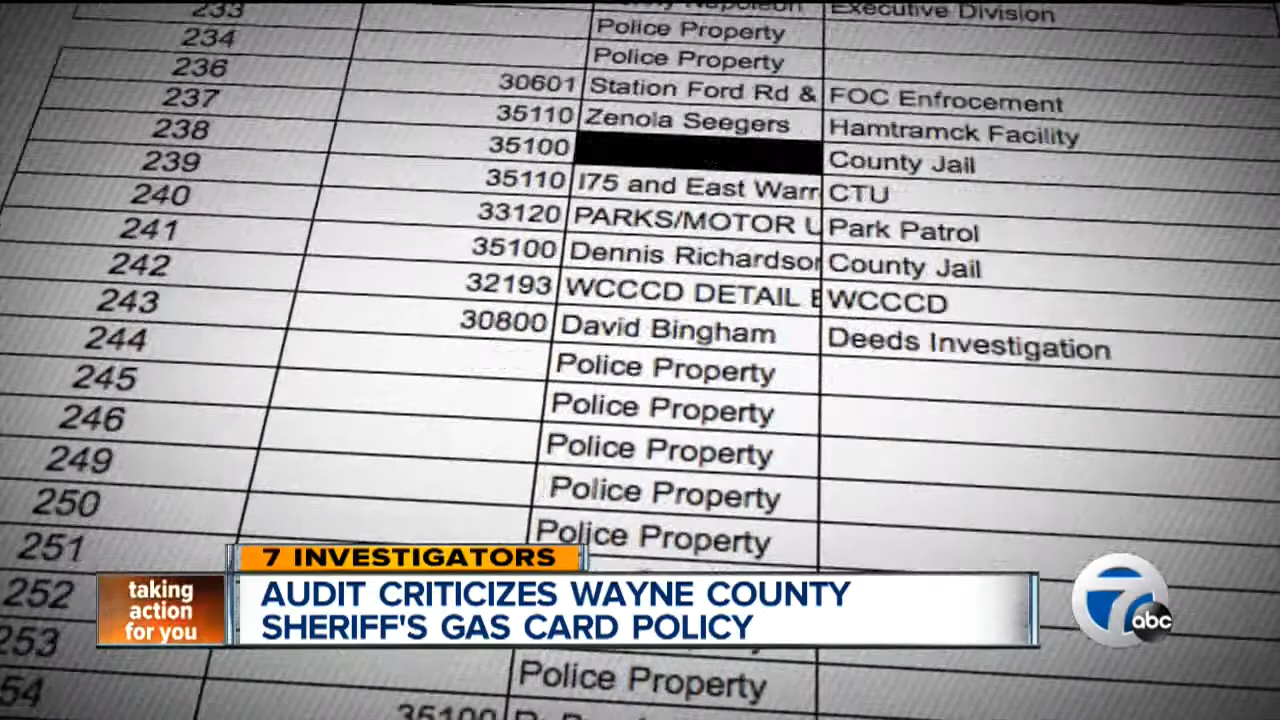 Napoleon Executive Division
233 Police Property
234 Police Property
236 30601 Station Ford Rd & FOC Enfrocement
237 35110 Zenola Seegers Hamtramck Facility
238 35100 County Jail
239 35110 I75 and East Warr CTU
240 33120 PARKS/MOTOR U Park Patrol
241 35100 Dennis Richardson County Jail
242 32193 WCCCD DETAIL E WCCCD
243 30800 David Bingham Deeds Investigation
244 Police Property
245 Police Property
246 Police Property
249 Police Property
250 Police Property
251
252
253 Police Property
54 35100
7 INVESTIGATORS
taking
action
for you
AUDIT CRITICIZES WAYNE COUNTY
SHERIFF'S GAS CARD POLICY
7 abc